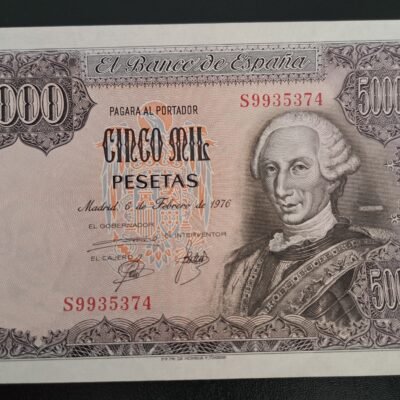 El Banco de España
000
5000
PAGARA AL PORTADOR
S9935374
CINCO MIL
PESETAS
Madrid 6 de Febrero de 1976
EL GOBERNADOR
EL INTERVENTOR
EL CAJERO
S9935374
500